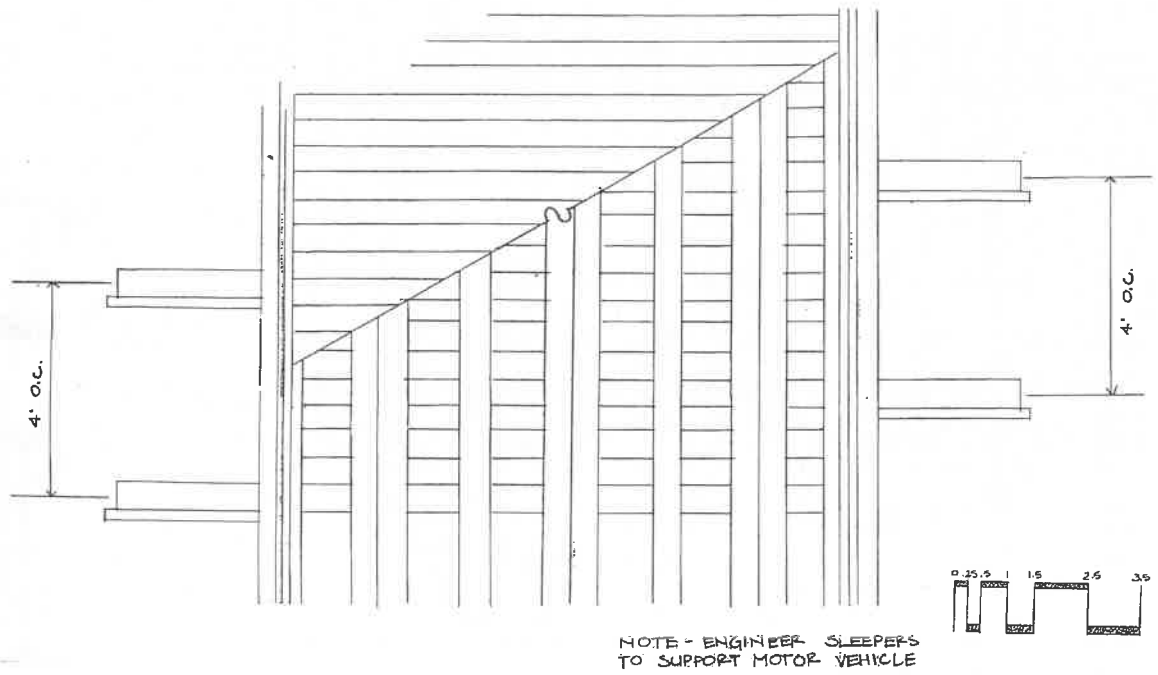 4' O.C.
4' O.C.
0 .25 .5 1 1.5 2.5 3.5
NOTE - ENGINEER SLEEPERS
TO SUPPORT MOTOR VEHICLE